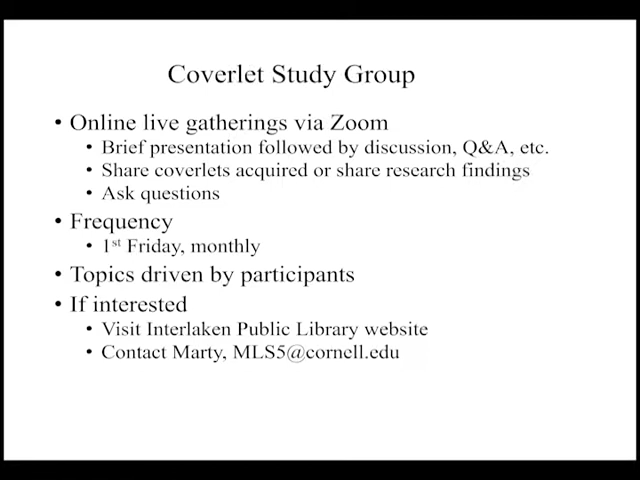 Coverlet Study Group
• Online live gatherings via Zoom
• Brief presentation followed by discussion, Q&A, etc.
• Share coverlets acquired or share research findings
• Ask questions
• Frequency
• 1st Friday, monthly
• Topics driven by participants
• If interested
• Visit Interlaken Public Library website
• Contact Marty, MLS5@cornell.edu